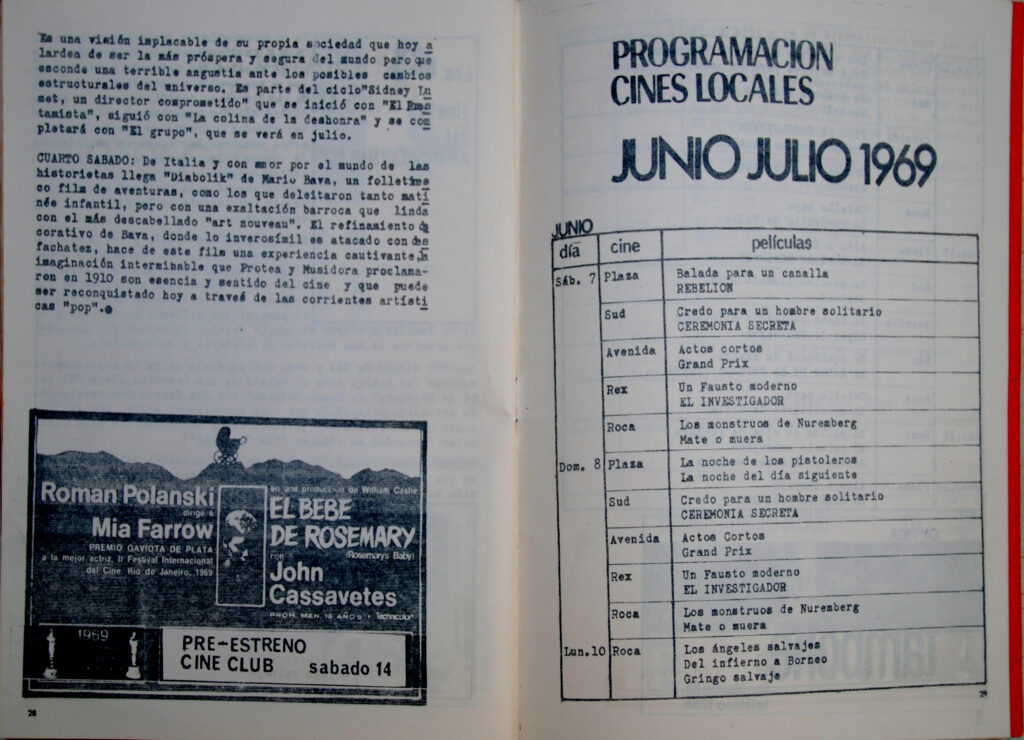 Es una visión implacable de su propia sociedad que hoy a
lardea de ser la más próspera y segura del mundo pero que
esconde una terrible angustia ante los posibles cambios
estructurales del universo. Es parte del ciclo"Sidney Lu
met, un director comprometido" que se inició con "El Pres
tamista", siguió con "La colina de la deshonra" y se com
pletará con "El grupo", que se verá en julio.
CUARTO SABADO: De Italia y con amor por el mundo de las
historietas llega "Diabolik" de Mario Bava, un folletines
co film de aventuras, como los que deleitaron tanto mati
née infantil, pero con una exaltación barroca que linda
con el más descabellado "art nouveau". El refinamiento de
corativo de Bava, donde lo inverosímil es atacado con des
fachatez, hace de este film una experiencia cautivante,la
imaginación interminable que Protea y Musidora proclama-
ron en 1910 son esencia y sentido del cine y que puede
ser reconquistado hoy a traveś de las corrientes artísti
cas "pop".
Roman Polanski
dirige a
Mia Farrow
PREMIO GAVIOTA DE PLATA
a la mejor actriz, II Festival Internacional
del Cine, Río de Janeiro, 1969
en una producción de William Castle
EL BEBE
DE ROSEMARY
(Rosemary's Baby)
con
John
Cassavetes
PROH. MEN. 18 AÑOS • Technicolor
1969
PRE-ESTRENO
CINE CLUB sabado 14
28
PROGRAMACION
CINES LOCALES
JUNIO JULIO 1969
JUNIO
día cine películas
Sáb. 7 Plaza Balada para un canalla
REBELION
Sud Credo para un hombre solitario
CEREMONIA SECRETA
Avenida Actos cortos
Grand Prix
Rex Un Fausto moderno
EL INVESTIGADOR
Roca Los monstruos de Nuremberg
Mate o muera
Dom. 8 Plaza La noche de los pistoleros
La noche del día siguiente
Sud Credo para un hombre solitario
CEREMONIA SECRETA
Avenida Actos Cortos
Grand Prix
Rex Un Fausto moderno
EL INVESTIGADOR
Roca Los monstruos de Nuremberg
Mate o muera
Lun.10 Roca Los ángeles salvajes
Del infierno a Borneo
Gringo salvaje
29